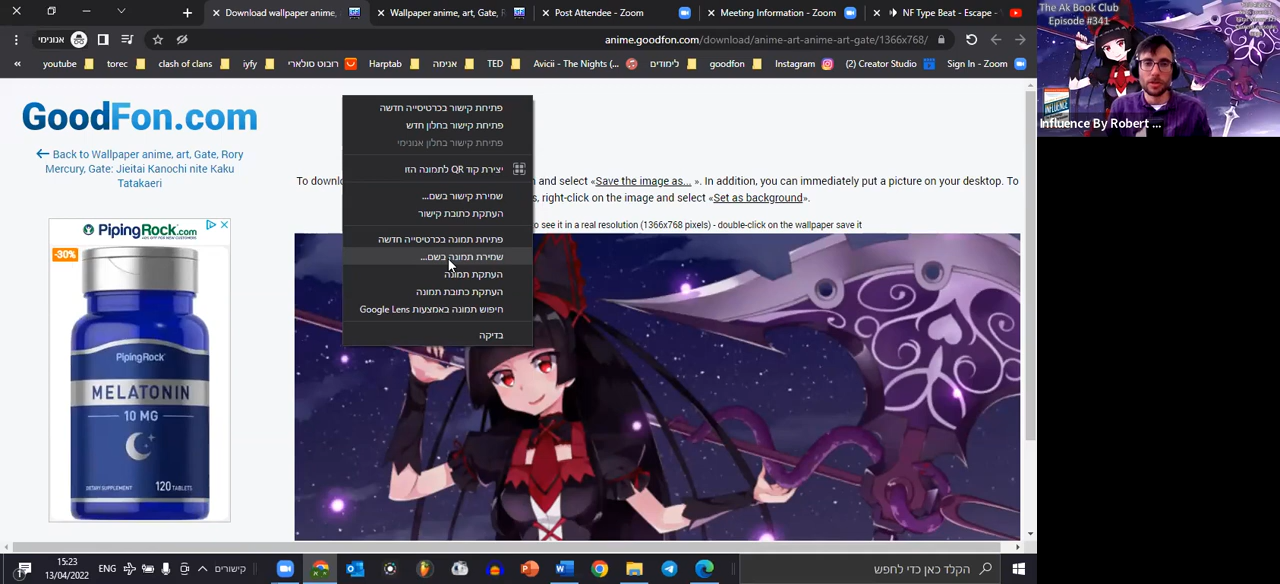 Download wallpaper anime,
Wallpaper anime, art, Gate, R
Post Attendee - Zoom
Meeting Information - Zoom
NF Type Beat - Escape -
אנונימי
anime.goodfon.com/download/anime-art-anime-art-gate/1366x768/
«
youtube
torec
clash of clans
iyfy
רובוט סולארי
Harptab
אנימה
TED
Avicii - The Nights (...
לימודים
goodfon
Instagram
(2) Creator Studio
Sign In - Zoom
The Ak Book Club
Episode #341
INFLUENCE
Influence By Robert ...
GoodFon.com
Back to Wallpaper anime, art, Gate, Rory
Mercury, Gate: Jieitai Kanochi nite Kaku
Tatakaeri
פתיחת קישור בכרטיסייה חדשה
פתיחת קישור בחלון חדש
פתיחת קישור בחלון אנונימי
יצירת קוד QR לתמונה הזו
שמירת קישור בשם...
העתקת כתובת קישור
פתיחת תמונה בכרטיסייה חדשה
שמירת תמונה בשם...
העתקת תמונה
העתקת כתובת תמונה
חיפוש תמונה באמצעות Google Lens
בדיקה
To downl
n and select «Save the image as... ». In addition, you can immediately put a picture on your desktop. To
s, right-click on the image and select «Set as background».
o see it in a real resolution (1366x768 pixels) - double-click on the wallpaper save it
PipingRock.com
AMERICA'S #1 FOR VITAMINS
-30%
PipingRock
MELATONIN
10 MG
DIETARY SUPPLEMENT
120 TABLETS
15:23
13/04/2022
ENG
קישורים
הקלד כאן כדי לחפש